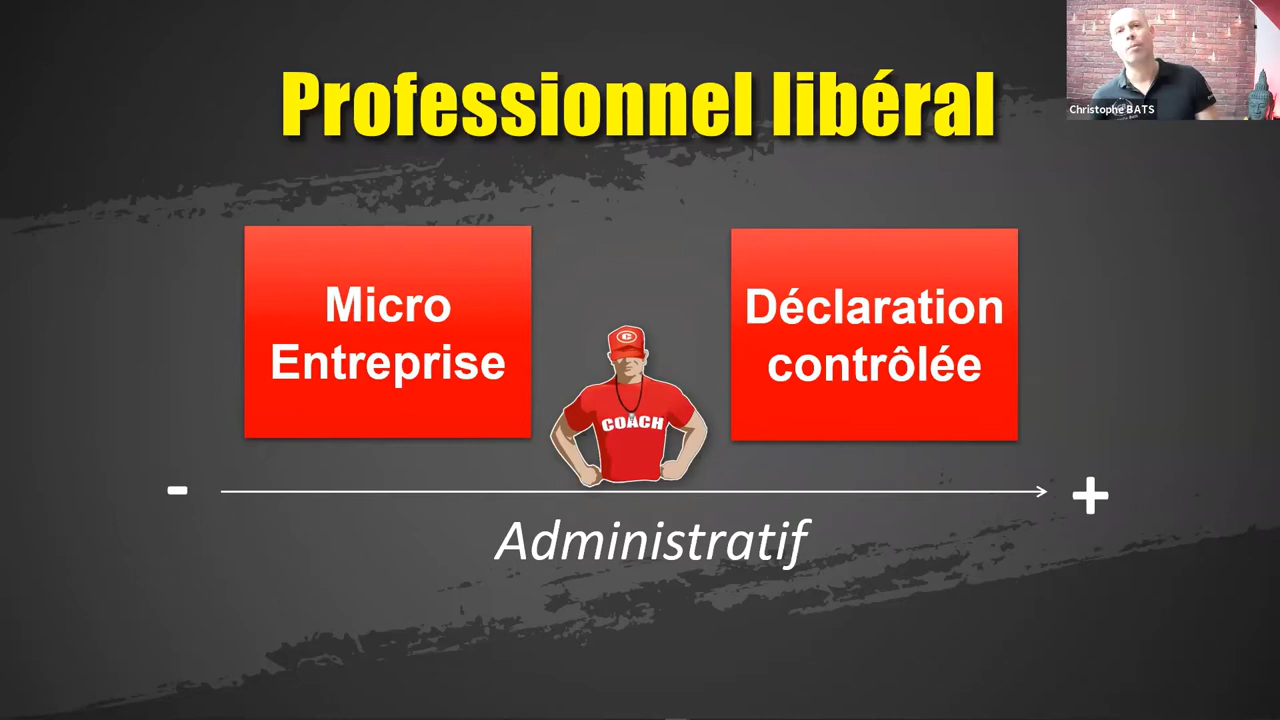 Professionnel libéral
Christophe BATS
Micro
Entreprise
Déclaration
contrôlée
C
COACH
- +
Administratif